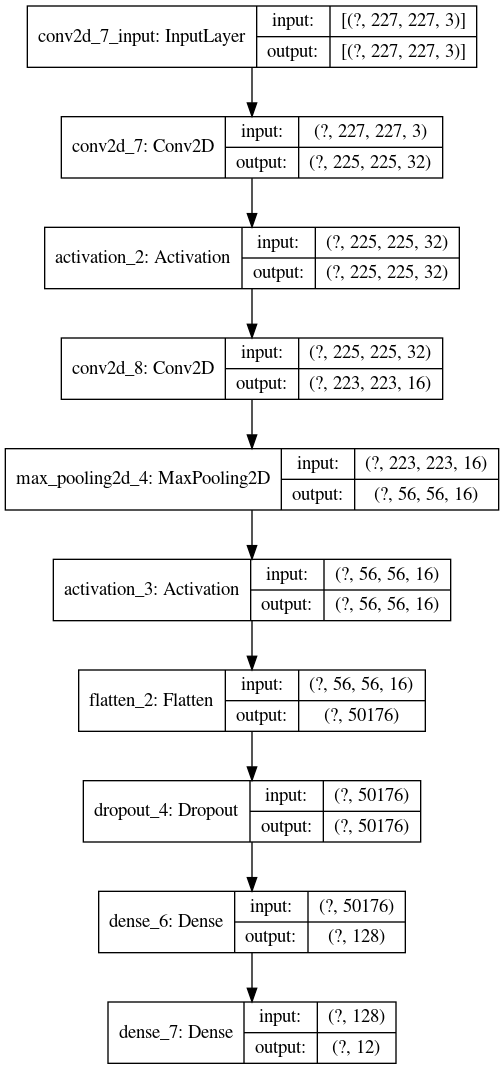 conv2d_7_input: InputLayer
input: [(?, 227, 227, 3)]
output: [(?, 227, 227, 3)]
conv2d_7: Conv2D
input: (?, 227, 227, 3)
output: (?, 225, 225, 32)
activation_2: Activation
input: (?, 225, 225, 32)
output: (?, 225, 225, 32)
conv2d_8: Conv2D
input: (?, 225, 225, 32)
output: (?, 223, 223, 16)
max_pooling2d_4: MaxPooling2D
input: (?, 223, 223, 16)
output: (?, 56, 56, 16)
activation_3: Activation
input: (?, 56, 56, 16)
output: (?, 56, 56, 16)
flatten_2: Flatten
input: (?, 56, 56, 16)
output: (?, 50176)
dropout_4: Dropout
input: (?, 50176)
output: (?, 50176)
dense_6: Dense
input: (?, 50176)
output: (?, 128)
dense_7: Dense
input: (?, 128)
output: (?, 12)